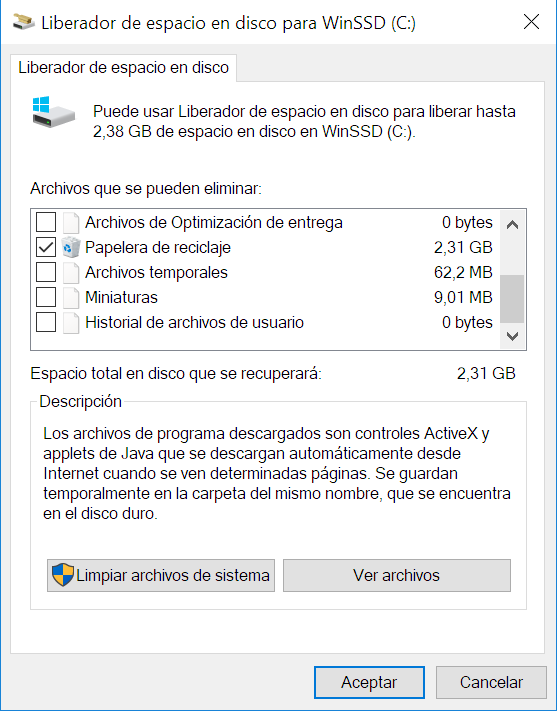 Liberador de espacio en disco para WinSSD (C:)
Liberador de espacio en disco
Puede usar Liberador de espacio en disco para liberar hasta
2,38 GB de espacio en disco en WinSSD (C:).
Archivos que se pueden eliminar:
Archivos de Optimización de entrega 0 bytes
Papelera de reciclaje 2,31 GB
Archivos temporales 62,2 MB
Miniaturas 9,01 MB
Historial de archivos de usuario 0 bytes
Espacio total en disco que se recuperará: 2,31 GB
Descripción
Los archivos de programa descargados son controles ActiveX y
applets de Java que se descargan automáticamente desde
Internet cuando se ven determinadas páginas. Se guardan
temporalmente en la carpeta del mismo nombre, que se encuentra
en el disco duro.
Limpiar archivos de sistema Ver archivos
Aceptar Cancelar